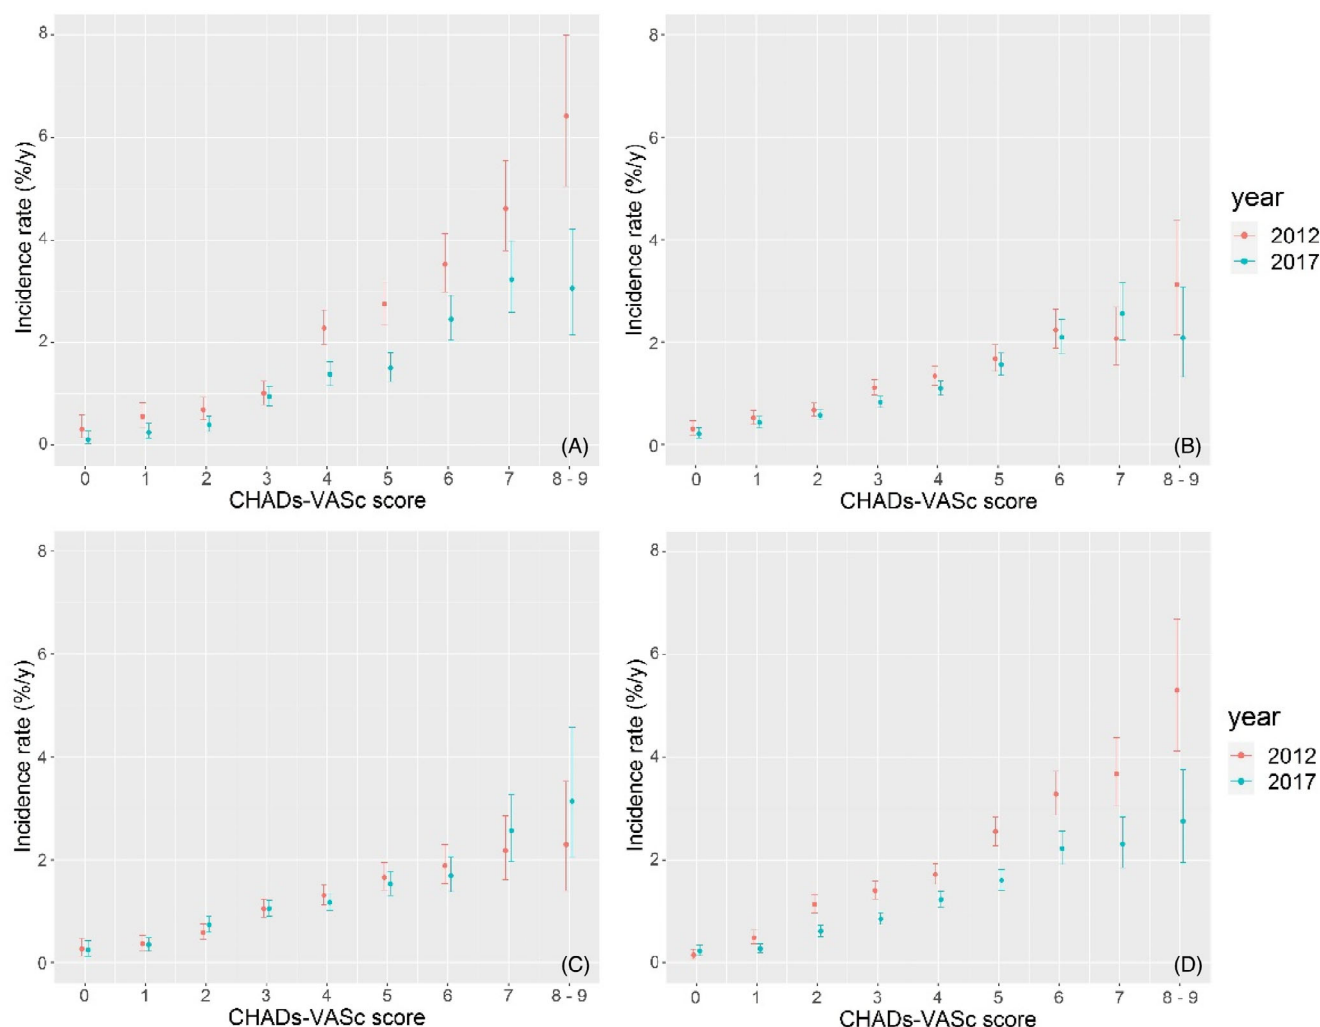 8
6
4
2
0
Incidence rate (%/y)
0 1 2 3 4 5 6 7 8 - 9
CHADs-VASc score
(A)
8
6
4
2
0
Incidence rate (%/y)
0 1 2 3 4 5 6 7 8 - 9
CHADs-VASc score
(B)
year
2012
2017
8
6
4
2
0
Incidence rate (%/y)
0 1 2 3 4 5 6 7 8 - 9
CHADs-VASc score
(C)
8
6
4
2
0
Incidence rate (%/y)
0 1 2 3 4 5 6 7 8 - 9
CHADs-VASc score
(D)
year
2012
2017